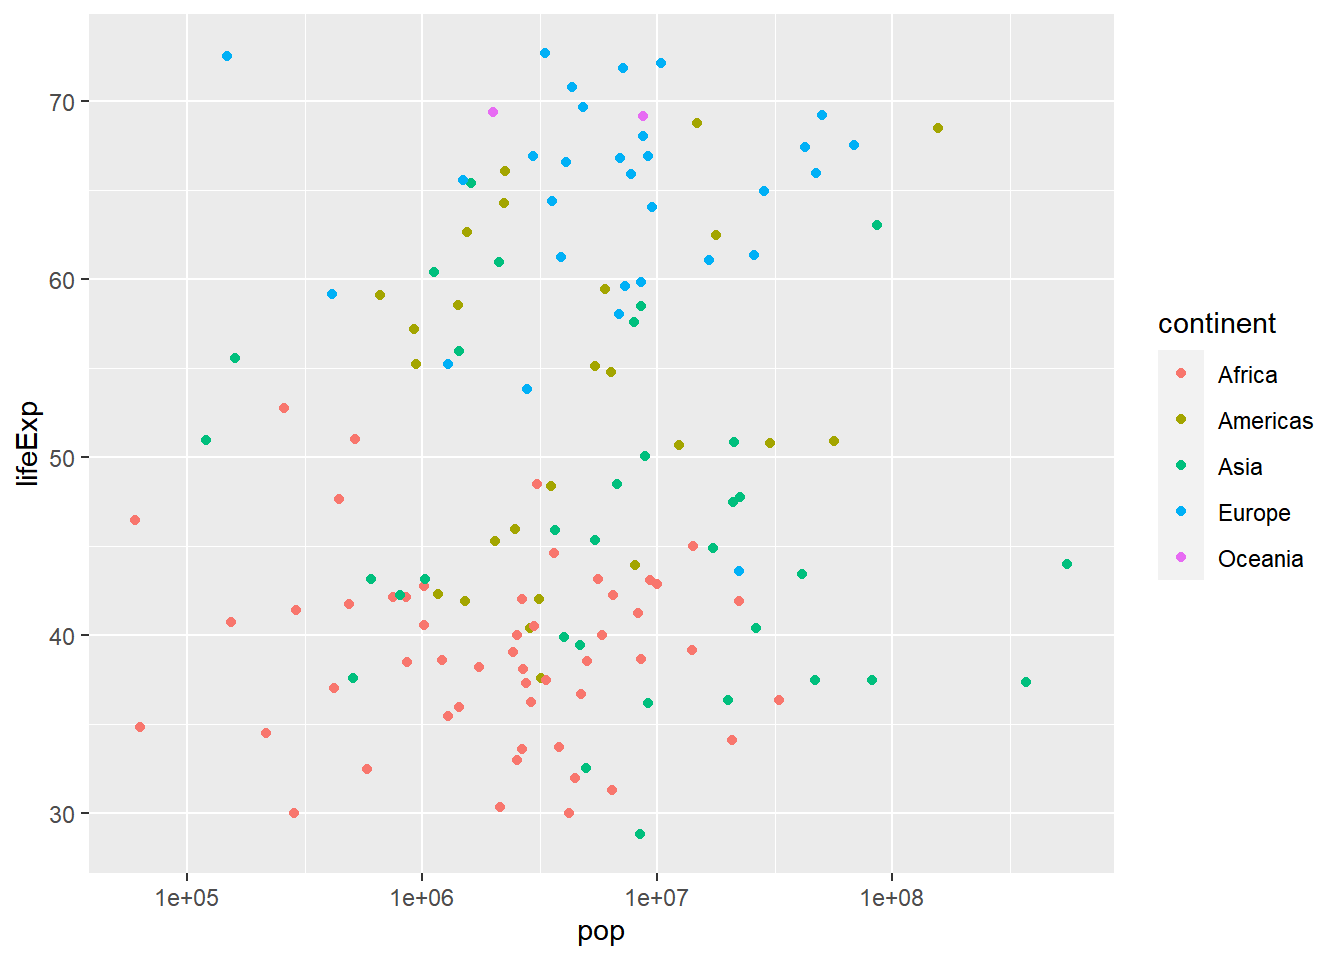 lifeExp
70
60
50
40
30
1e+05
1e+06
1e+07
1e+08
pop
continent
Africa
Americas
Asia
Europe
Oceania